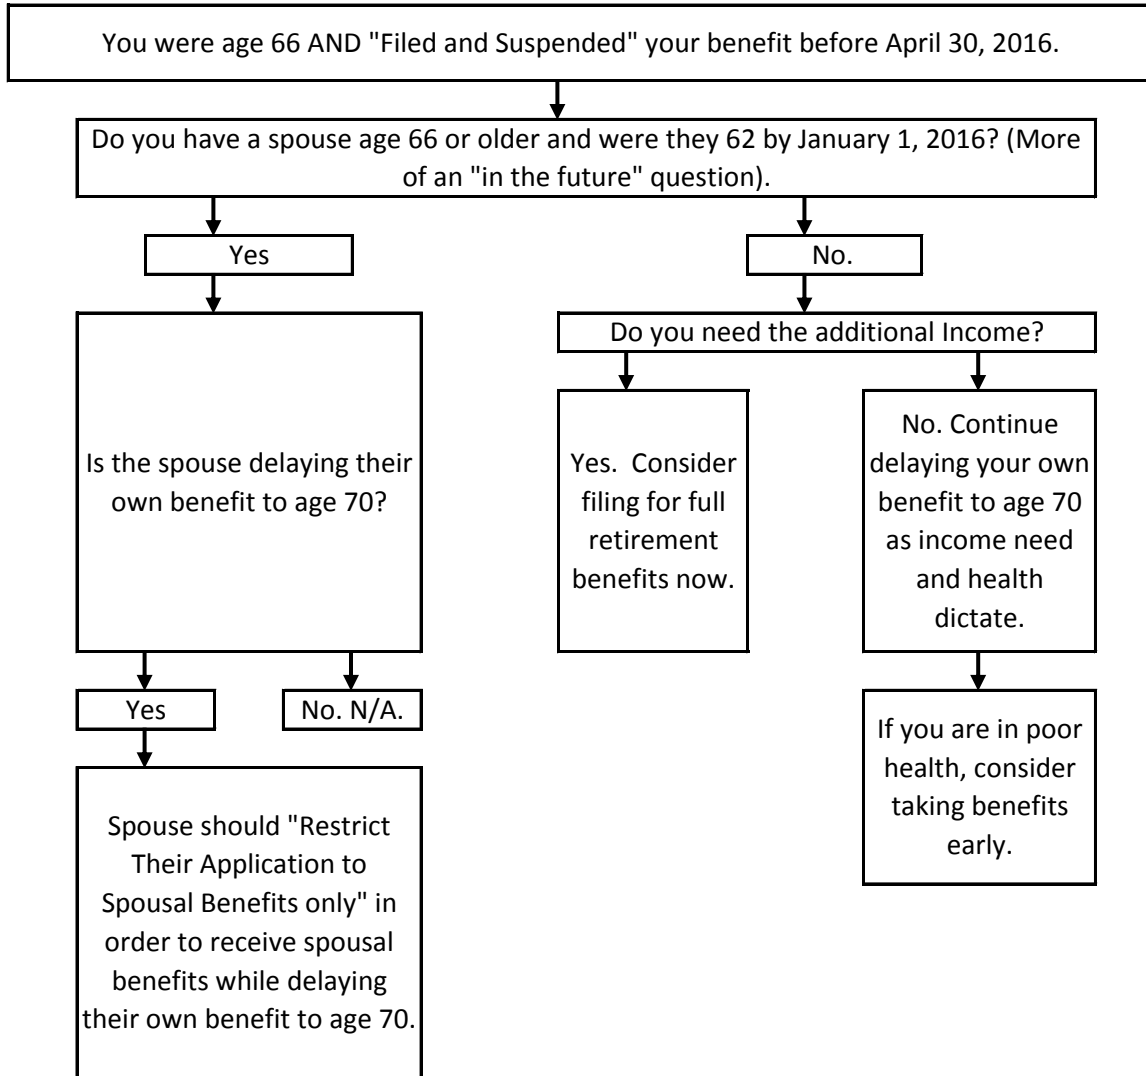 You were age 66 AND "Filed and Suspended" your benefit before April 30, 2016.
Do you have a spouse age 66 or older and were they 62 by January 1, 2016? (More
of an "in the future" question).
Yes
No.
Is the spouse delaying their
own benefit to age 70?
Do you need the additional Income?
Yes.  Consider
filing for full
retirement
benefits now.
No. Continue
delaying your own
benefit to age 70
as income need
and health
dictate.
Yes
No. N/A.
If you are in poor
health, consider
taking benefits
early.
Spouse should "Restrict
Their Application to
Spousal Benefits only" in
order to receive spousal
benefits while delaying
their own benefit to age 70.